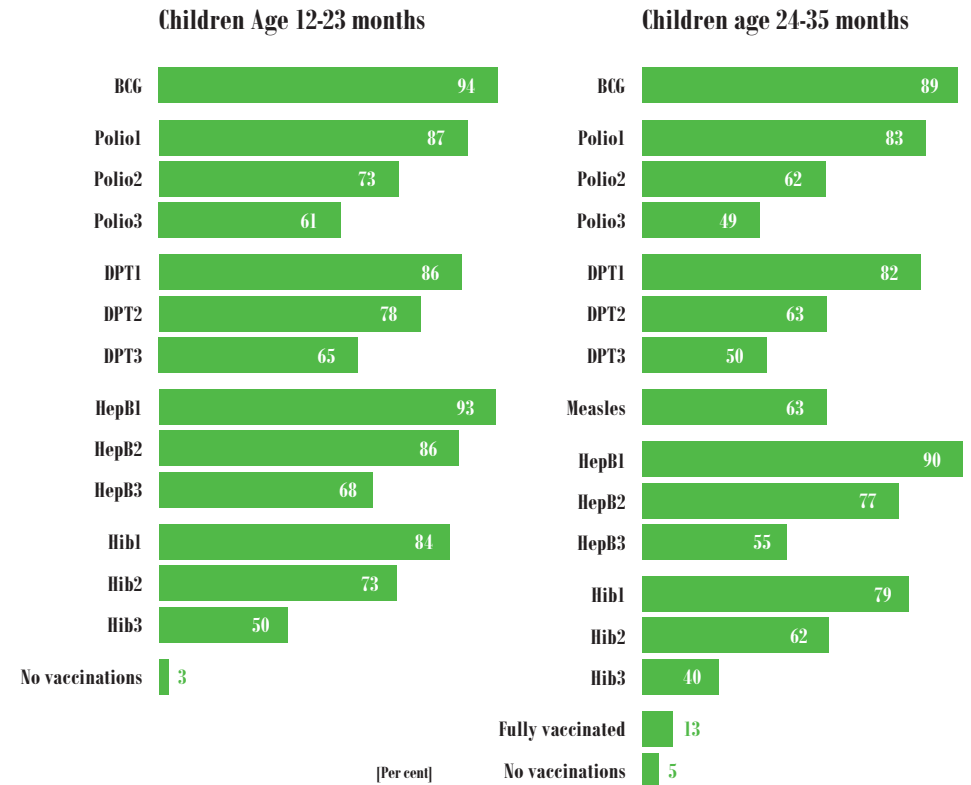 Children Age 12-23 months
BCG 94
Polio1 87
Polio2 73
Polio3 61
DPT1 86
DPT2 78
DPT3 65
HepB1 93
HepB2 86
HepB3 68
Hib1 84
Hib2 73
Hib3 50
No vaccinations 3
[Per cent]
Children age 24-35 months
BCG 89
Polio1 83
Polio2 62
Polio3 49
DPT1 82
DPT2 63
DPT3 50
Measles 63
HepB1 90
HepB2 77
HepB3 55
Hib1 79
Hib2 62
Hib3 40
Fully vaccinated 13
No vaccinations 5